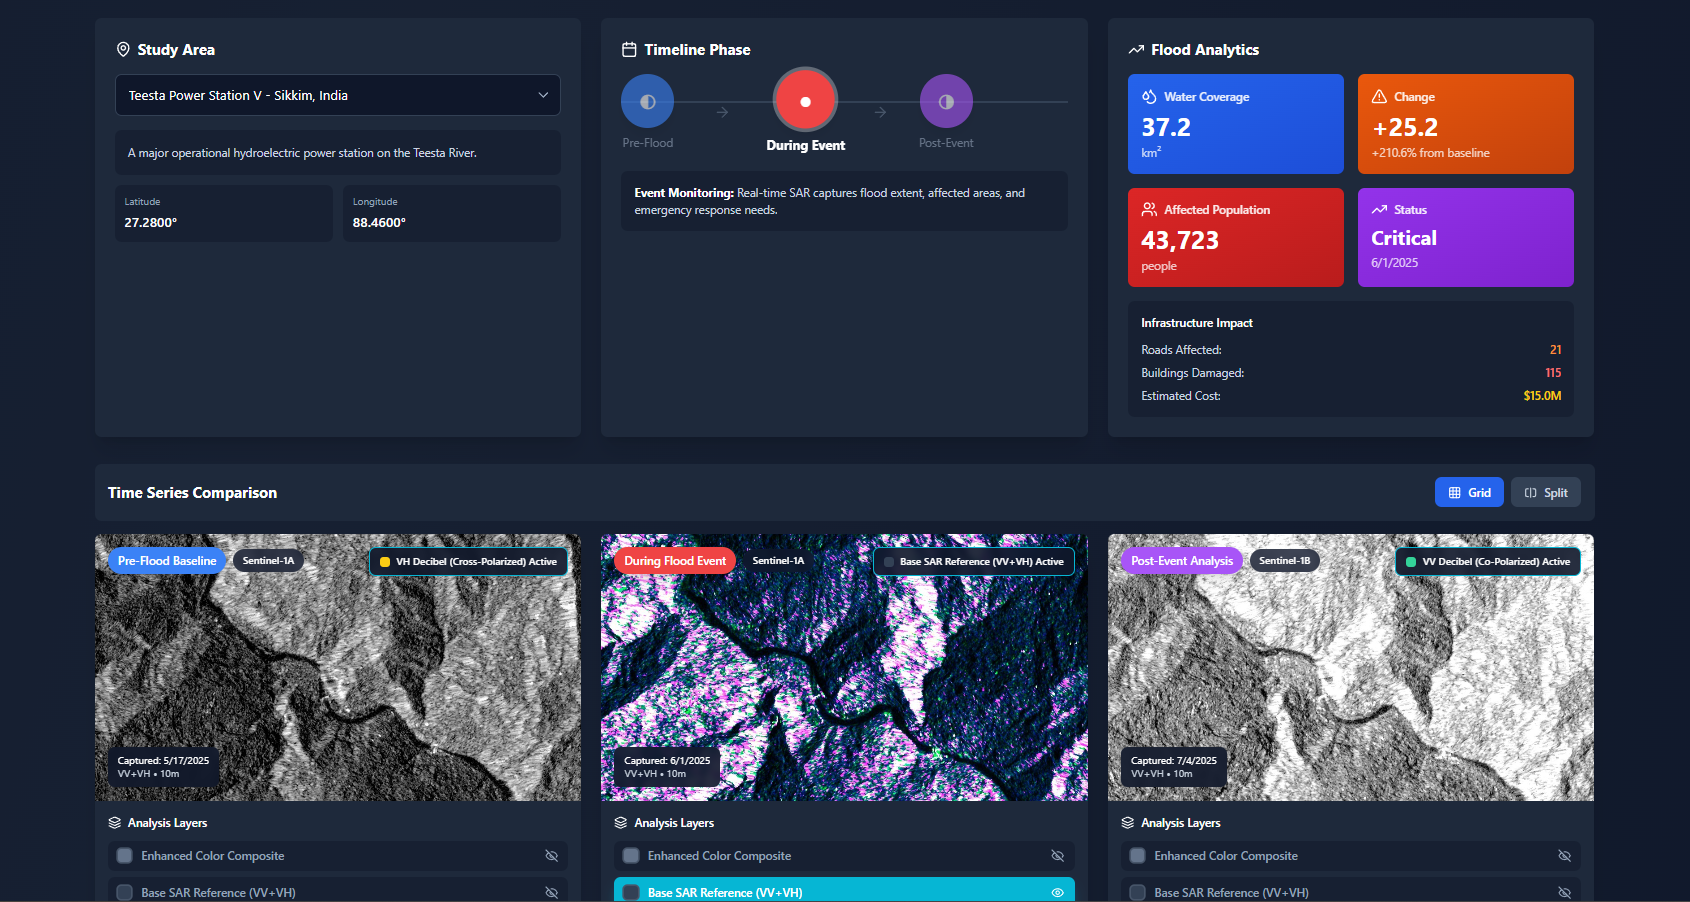 Study Area
Teesta Power Station V - Sikkim, India
A major operational hydroelectric power station on the Teesta River.
Latitude
27.2800°
Longitude
88.4600°
Timeline Phase
Pre-Flood
During Event
Post-Event
Event Monitoring: Real-time SAR captures flood extent, affected areas, and
emergency response needs.
Flood Analytics
Water Coverage
37.2
km²
Change
+25.2
+210.6% from baseline
Affected Population
43,723
people
Status
Critical
6/1/2025
Infrastructure Impact
Roads Affected: 21
Buildings Damaged: 115
Estimated Cost: $15.0M
Time Series Comparison
Grid
Split
Pre-Flood Baseline
Sentinel-1A
VH Decibel (Cross-Polarized) Active
Captured: 5/17/2025
VV+VH • 10m
Analysis Layers
Enhanced Color Composite
Base SAR Reference (VV+VH)
During Flood Event
Sentinel-1A
Base SAR Reference (VV+VH) Active
Captured: 6/1/2025
VV+VH • 10m
Analysis Layers
Enhanced Color Composite
Base SAR Reference (VV+VH)
Post-Event Analysis
Sentinel-1B
VV Decibel (Co-Polarized) Active
Captured: 7/4/2025
VV+VH • 10m
Analysis Layers
Enhanced Color Composite
Base SAR Reference (VV+VH)